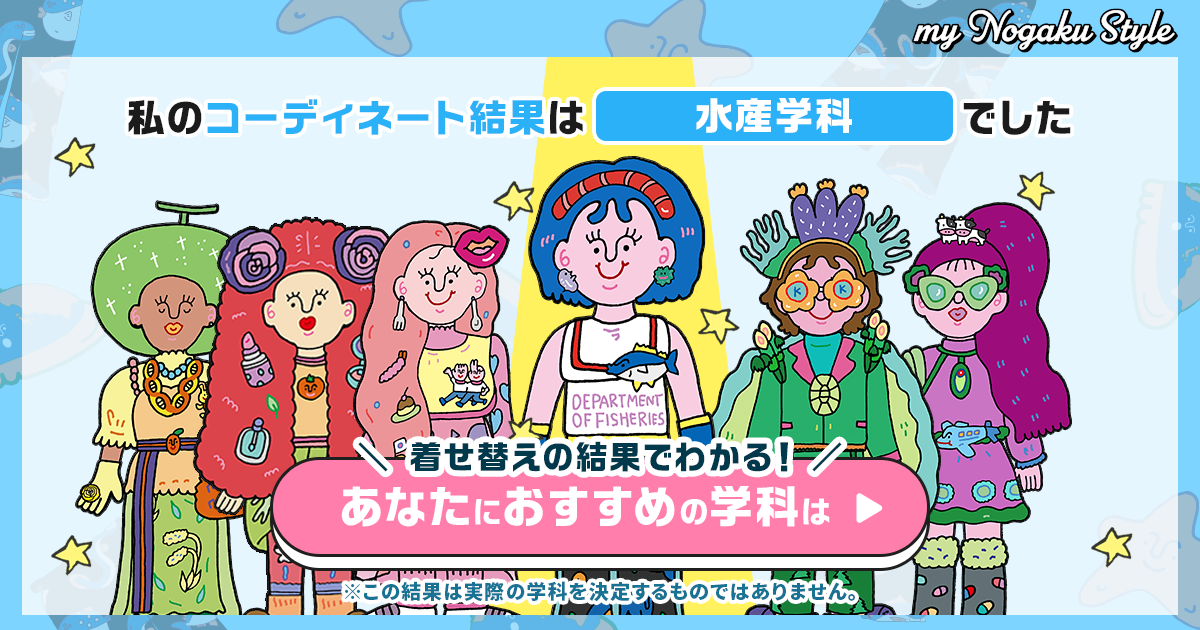 my Nogaku Style
私のコーディネート結果は 水産学科 でした
K K
DEPARTMENT
OF FISHERIES
着せ替えの結果でわかる!
あなたにおすすめの学科は
※この結果は実際の学科を決定するものではありません。